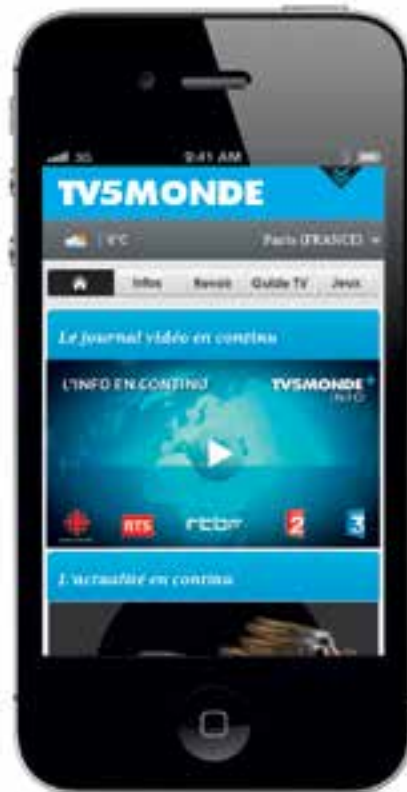 3G 9:41 AM
TV5MONDE
Paris (FRANCE)
Infos Revoir Guide TV Jeux
Le journal vidéo en continu
L'INFO EN CONTINU TV5MONDE+
INFO
RTS rtbf 2 3
L'actualité en continu